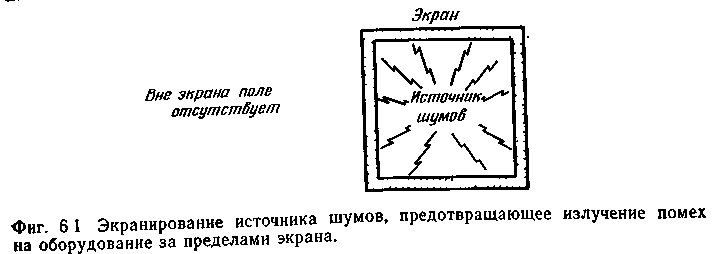 Экран
Вне экрана поле
отсутствует
Источник
шумов
Фиг. 6 1 Экранирование источника шумов, предотвращающее излучение помех
на оборудование за пределами экрана.